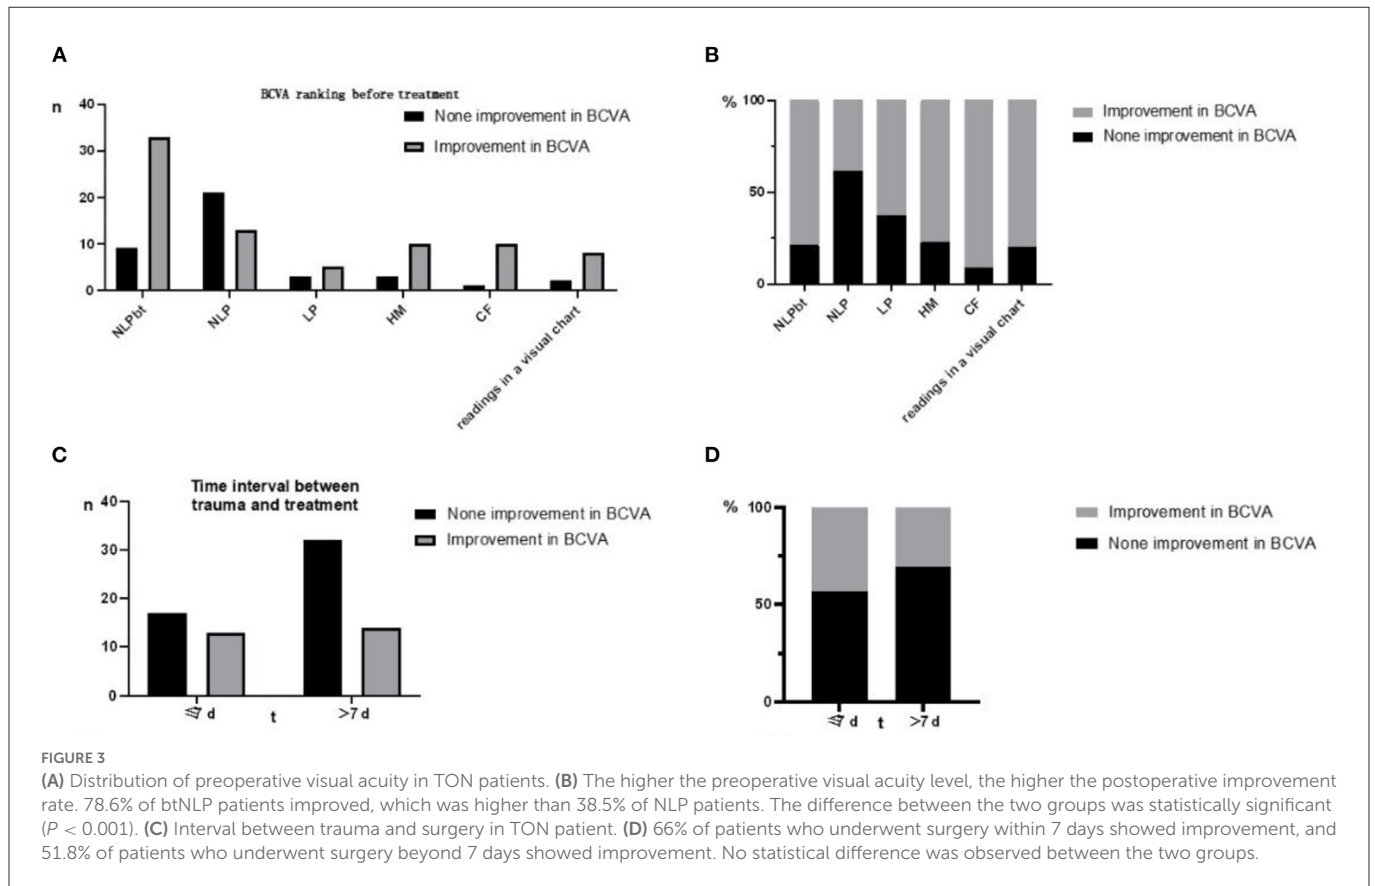 A
BCVA ranking before treatment
n
40
30
20
10
0
None improvement in BCVA
Improvement in BCVA
NLPbt
NLP
LP
HM
CF
readings in a visual chart
B
%
100
50
0
Improvement in BCVA
None improvement in BCVA
NLPbt
NLP
LP
HM
CF
readings in a visual chart
C
Time interval between
trauma and treatment
n
40
30
20
10
0
None improvement in BCVA
Improvement in BCVA
≤7 d
t
>7 d
D
%
100
50
0
Improvement in BCVA
None improvement in BCVA
≤7 d
t
>7 d
FIGURE 3
(A) Distribution of preoperative visual acuity in TON patients. (B) The higher the preoperative visual acuity level, the higher the postoperative improvement
rate. 78.6% of btNLP patients improved, which was higher than 38.5% of NLP patients. The difference between the two groups was statistically significant
(P < 0.001). (C) Interval between trauma and surgery in TON patient. (D) 66% of patients who underwent surgery within 7 days showed improvement, and
51.8% of patients who underwent surgery beyond 7 days showed improvement. No statistical difference was observed between the two groups.